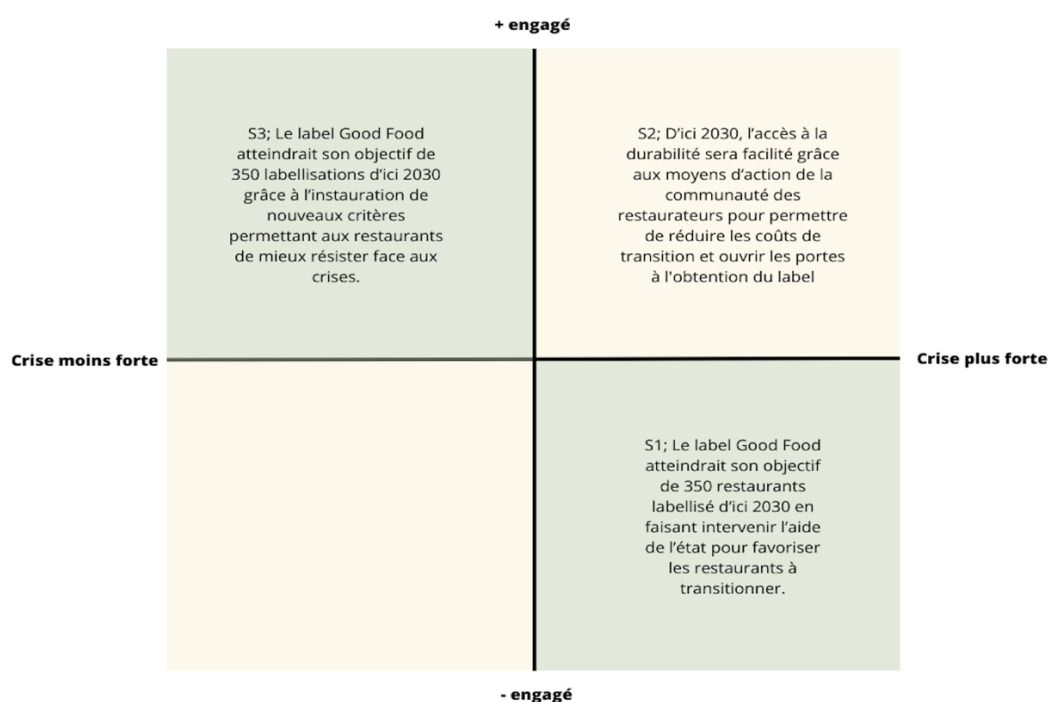 + engagé
S3; Le label Good Food
atteindrait son objectif de
350 labellisations d'ici 2030
grâce à l'instauration de
nouveaux critères
permettant aux restaurants
de mieux résister face aux
crises.
S2; D'ici 2030, l'accès à la
durabilité sera facilité grâce
aux moyens d'action de la
communauté des
restaurateurs pour permettre
de réduire les coûts de
transition et ouvrir les portes
à l'obtention du label
Crise moins forte
Crise plus forte
S1; Le label Good Food
atteindrait son objectif
de 350 restaurants
labellisé d'ici 2030 en
faisant intervenir l'aide
de l'état pour favoriser
les restaurants à
transitionner.
- engagé